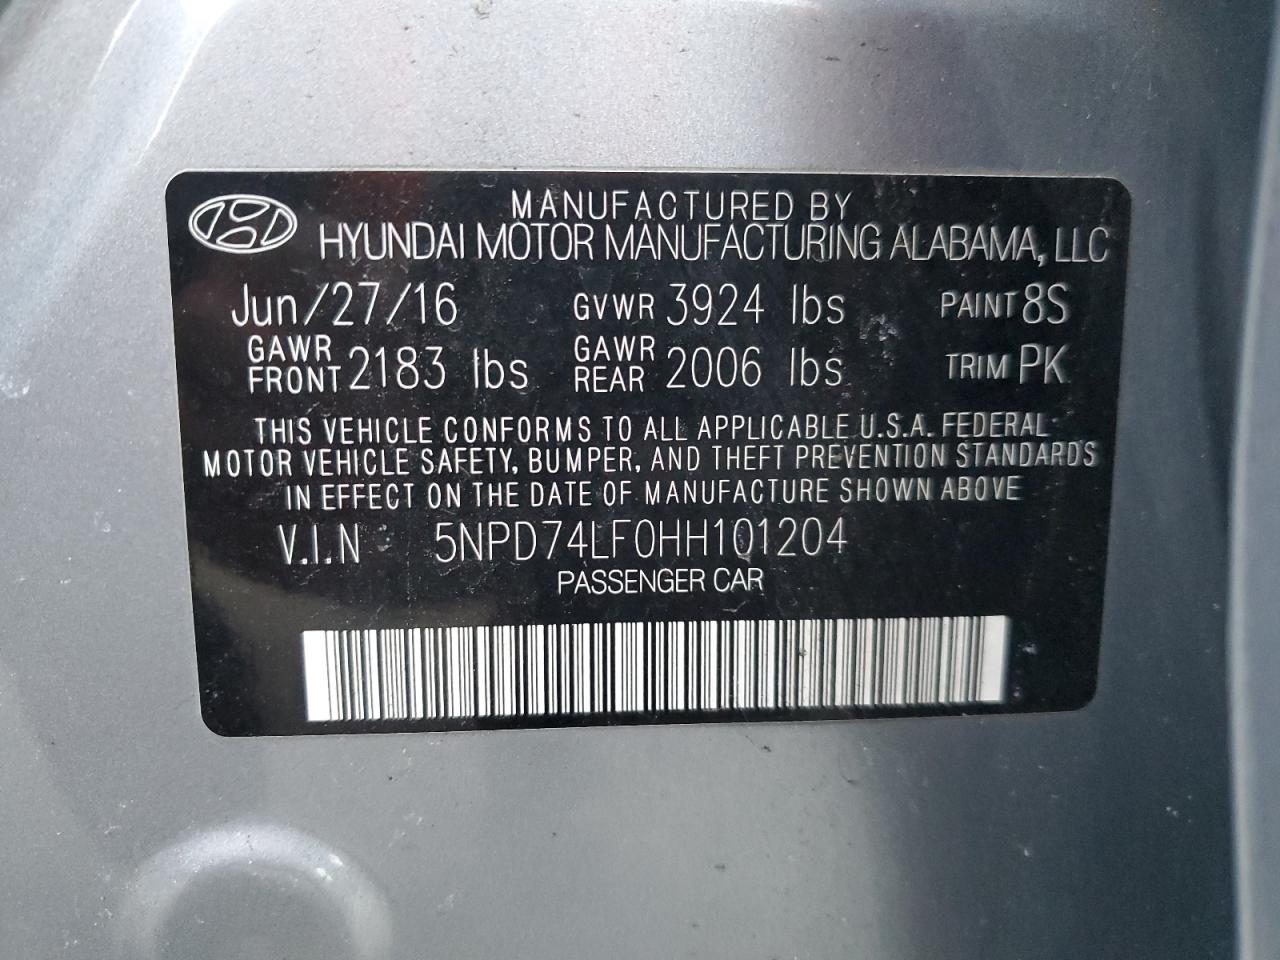 MANUFACTURED BY
HYUNDAI MOTOR MANUFACTURING ALABAMA, LLC
Jun/27/16 GVWR 3924 lbs PAINT 8S
GAWR FRONT 2183 lbs GAWR REAR 2006 lbs TRIM PK
THIS VEHICLE CONFORMS TO ALL APPLICABLE U.S.A. FEDERAL
MOTOR VEHICLE SAFETY, BUMPER, AND THEFT PREVENTION STANDARDS
IN EFFECT ON THE DATE OF MANUFACTURE SHOWN ABOVE
V.I.N 5NPD74LF0HH101204
PASSENGER CAR